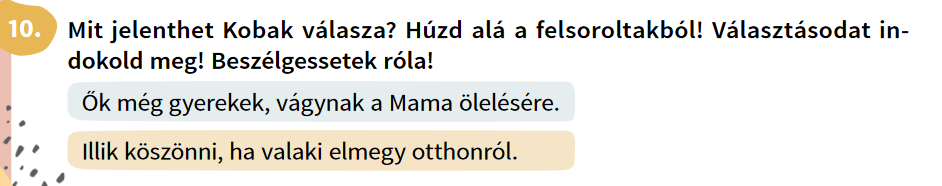 10. Mit jelenthet Kobak válasza? Húzd alá a felsoroltakból! Választásodat in-
dokold meg! Beszélgessetek róla!
Ők még gyerekek, vágynak a Mama ölelésére.
Illik köszönni, ha valaki elmegy otthonról.